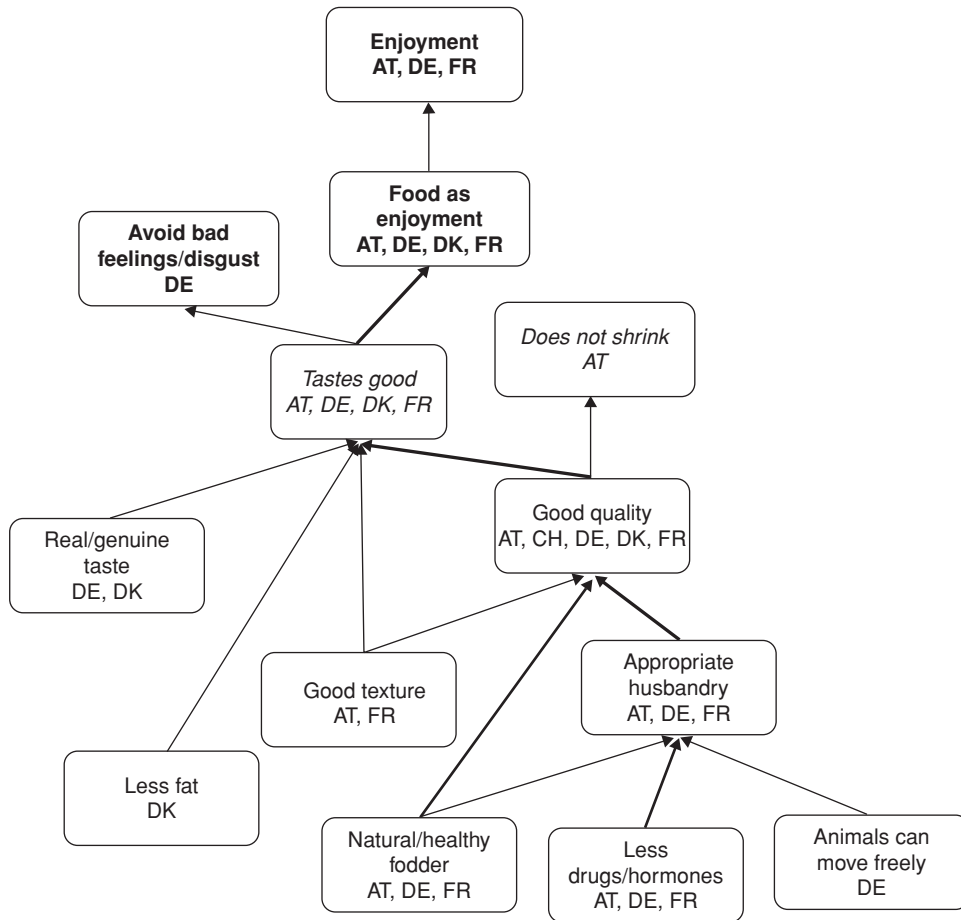 Enjoyment
AT, DE, FR
Food as
enjoyment
AT, DE, DK, FR
Avoid bad
feelings/disgust
DE
Does not shrink
AT
Tastes good
AT, DE, DK, FR
Good quality
AT, CH, DE, DK, FR
Real/genuine
taste
DE, DK
Appropriate
husbandry
AT, DE, FR
Good texture
AT, FR
Less fat
DK
Natural/healthy
fodder
AT, DE, FR
Less
drugs/hormones
AT, DE, FR
Animals can
move freely
DE